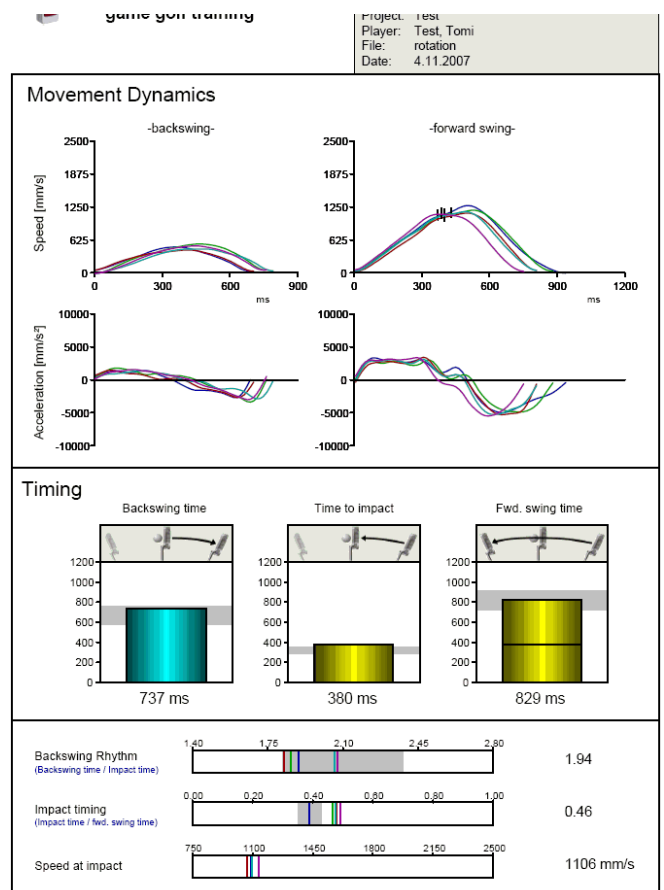 game golf training
Project: Test
Player: Test, Tomi
File: rotation
Date: 4.11.2007
Movement Dynamics
-backswing-
-forward swing-
Speed [mm/s]
2500
1875
1250
625
0
0 300 600 900
ms
2500
1875
1250
625
0
0 300 600 900 1200
ms
Acceleration [mm/s²]
10000
5000
0
-5000
-10000
10000
5000
0
-5000
-10000
Timing
Backswing time
Time to impact
Fwd. swing time
1200
1000
800
600
400
200
0
1200
1000
800
600
400
200
0
1200
1000
800
600
400
200
0
737 ms
380 ms
829 ms
1,40 1,75 2,10 2,45 2,80
Backswing Rhythm
(Backswing time / Impact time)
1.94
0,00 0,20 0,40 0,60 0,80 1,00
Impact timing
(Impact time / fwd. swing time)
0.46
750 1100 1450 1800 2150 2500
Speed at impact
1106 mm/s